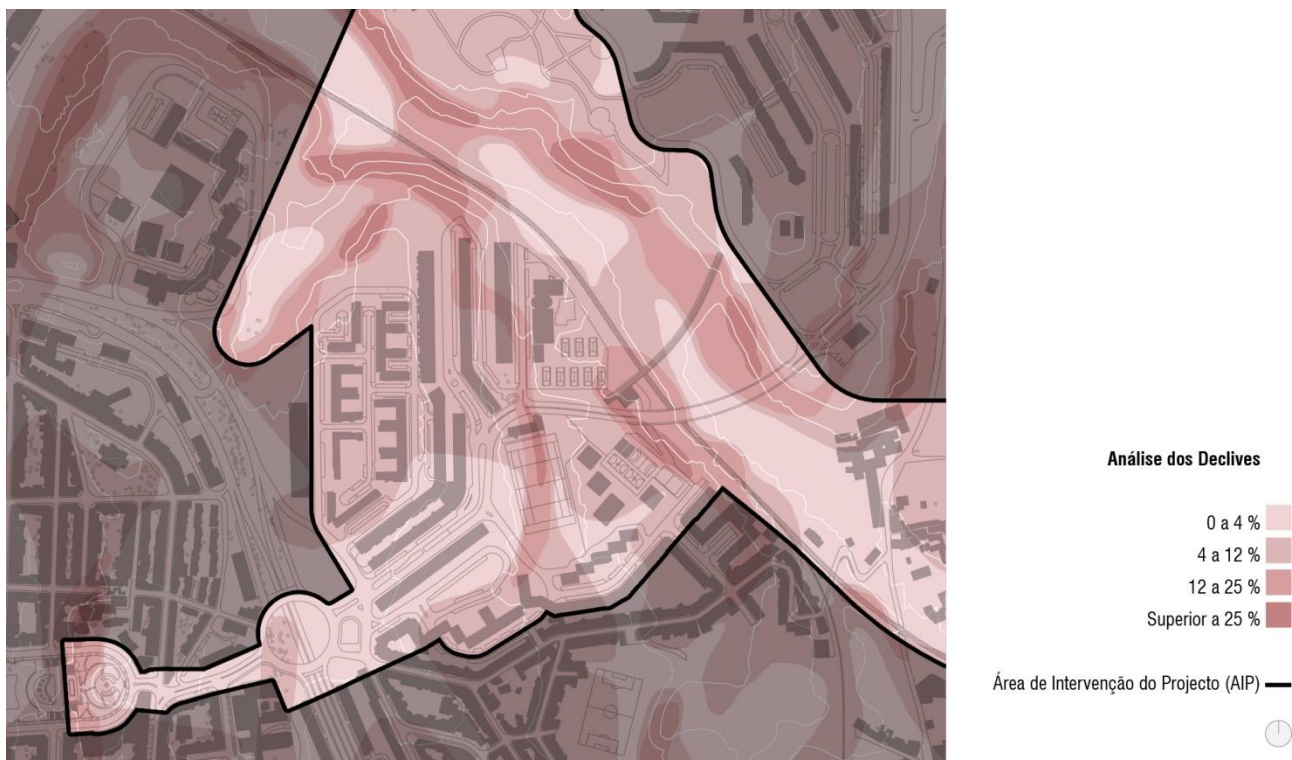 Análise dos Declives
0 a 4 %
4 a 12 %
12 a 25 %
Superior a 25 %
Área de Intervenção do Projecto (AIP)